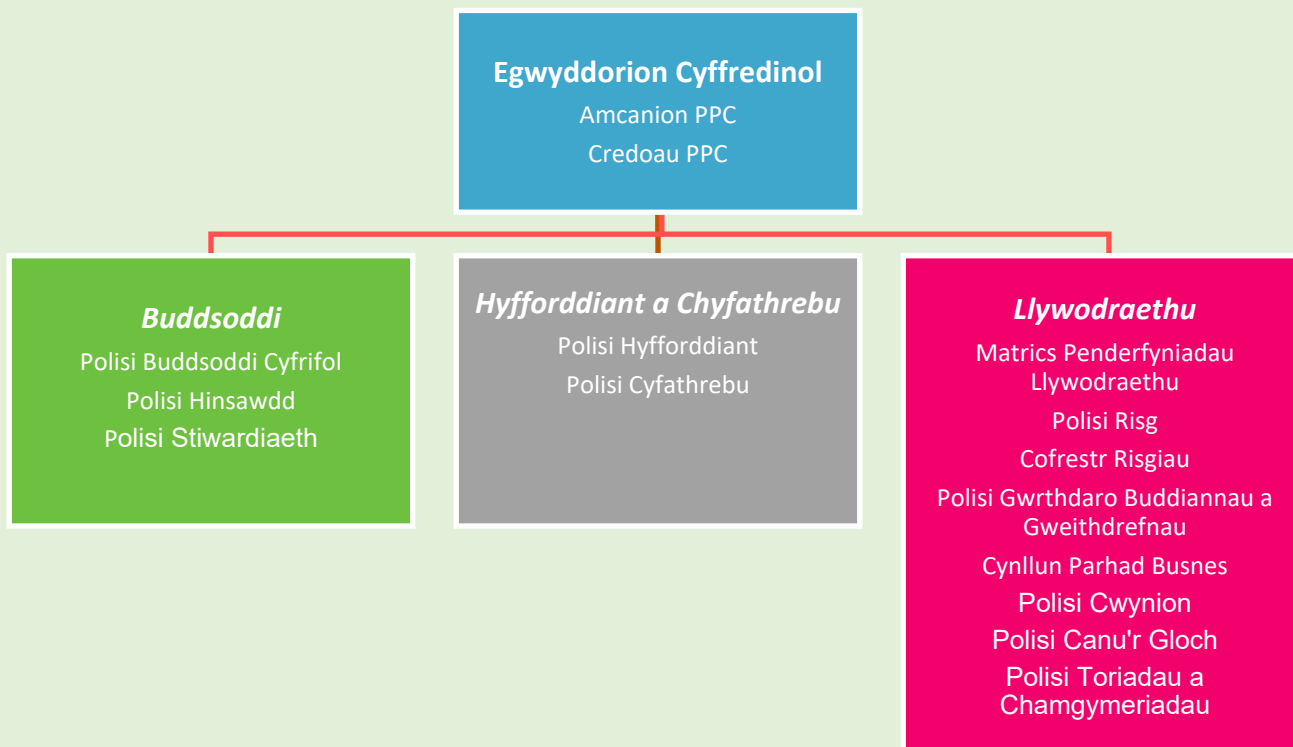 Egwyddorion Cyffredinol
Amcanion PPC
Credoau PPC
Buddsoddi
Polisi Buddsoddi Cyfrifol
Polisi Hinsawdd
Polisi Stiwardiaeth
Hyfforddiant a Chyfathrebu
Polisi Hyfforddiant
Polisi Cyfathrebu
Llywodraethu
Matrics Penderfyniadau
Llywodraethu
Polisi Risg
Cofrestr Risgiau
Polisi Gwrthdaro Buddiannau a
Gweithdrefnau
Cynllun Parhad Busnes
Polisi Cwynion
Polisi Canu'r Gloch
Polisi Toriadau a
Chamgymeriadau